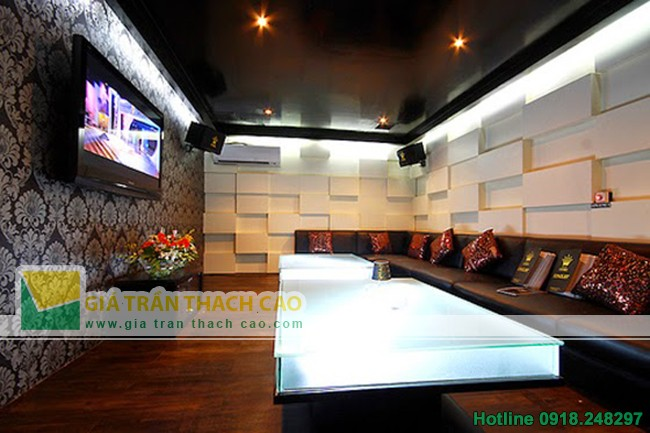 GIÁ TRẦN THẠCH CAO
www.gia tran thach cao.com
Hotline 0918.248297